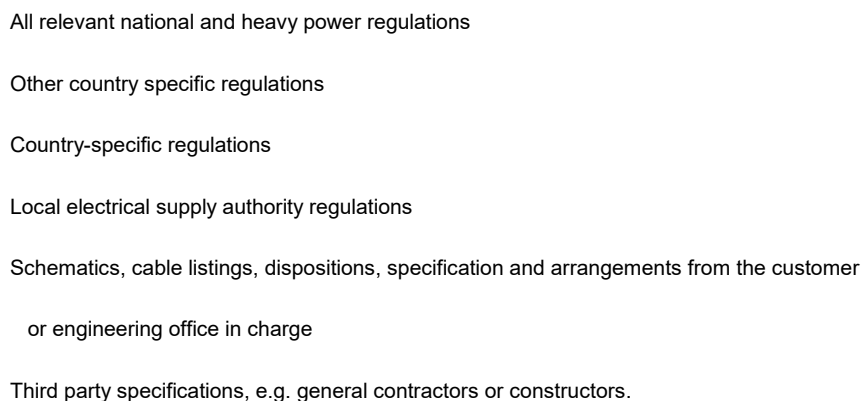 All relevant national and heavy power regulations
Other country specific regulations
Country-specific regulations
Local electrical supply authority regulations
Schematics, cable listings, dispositions, specification and arrangements from the customer
or engineering office in charge
Third party specifications, e.g. general contractors or constructors.